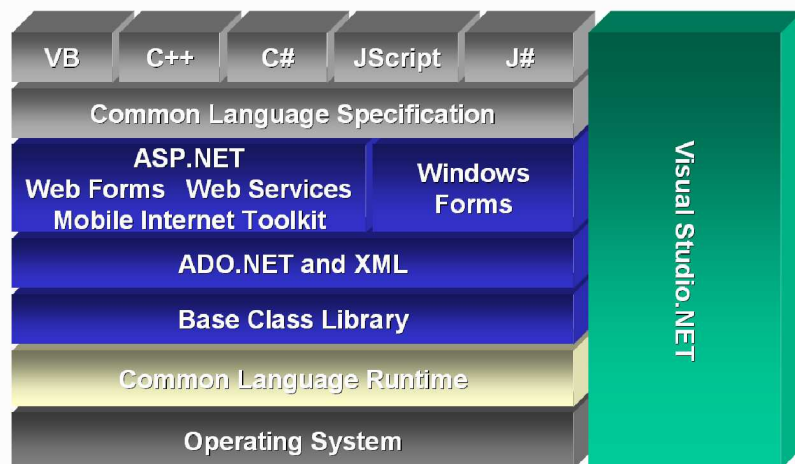 VB
C++
C#
JScript
J#
Common Language Specification
ASP.NET
Web Forms Web Services
Mobile Internet Toolkit
Windows
Forms
ADO.NET and XML
Base Class Library
Common Language Runtime
Operating System
Visual Studio.NET